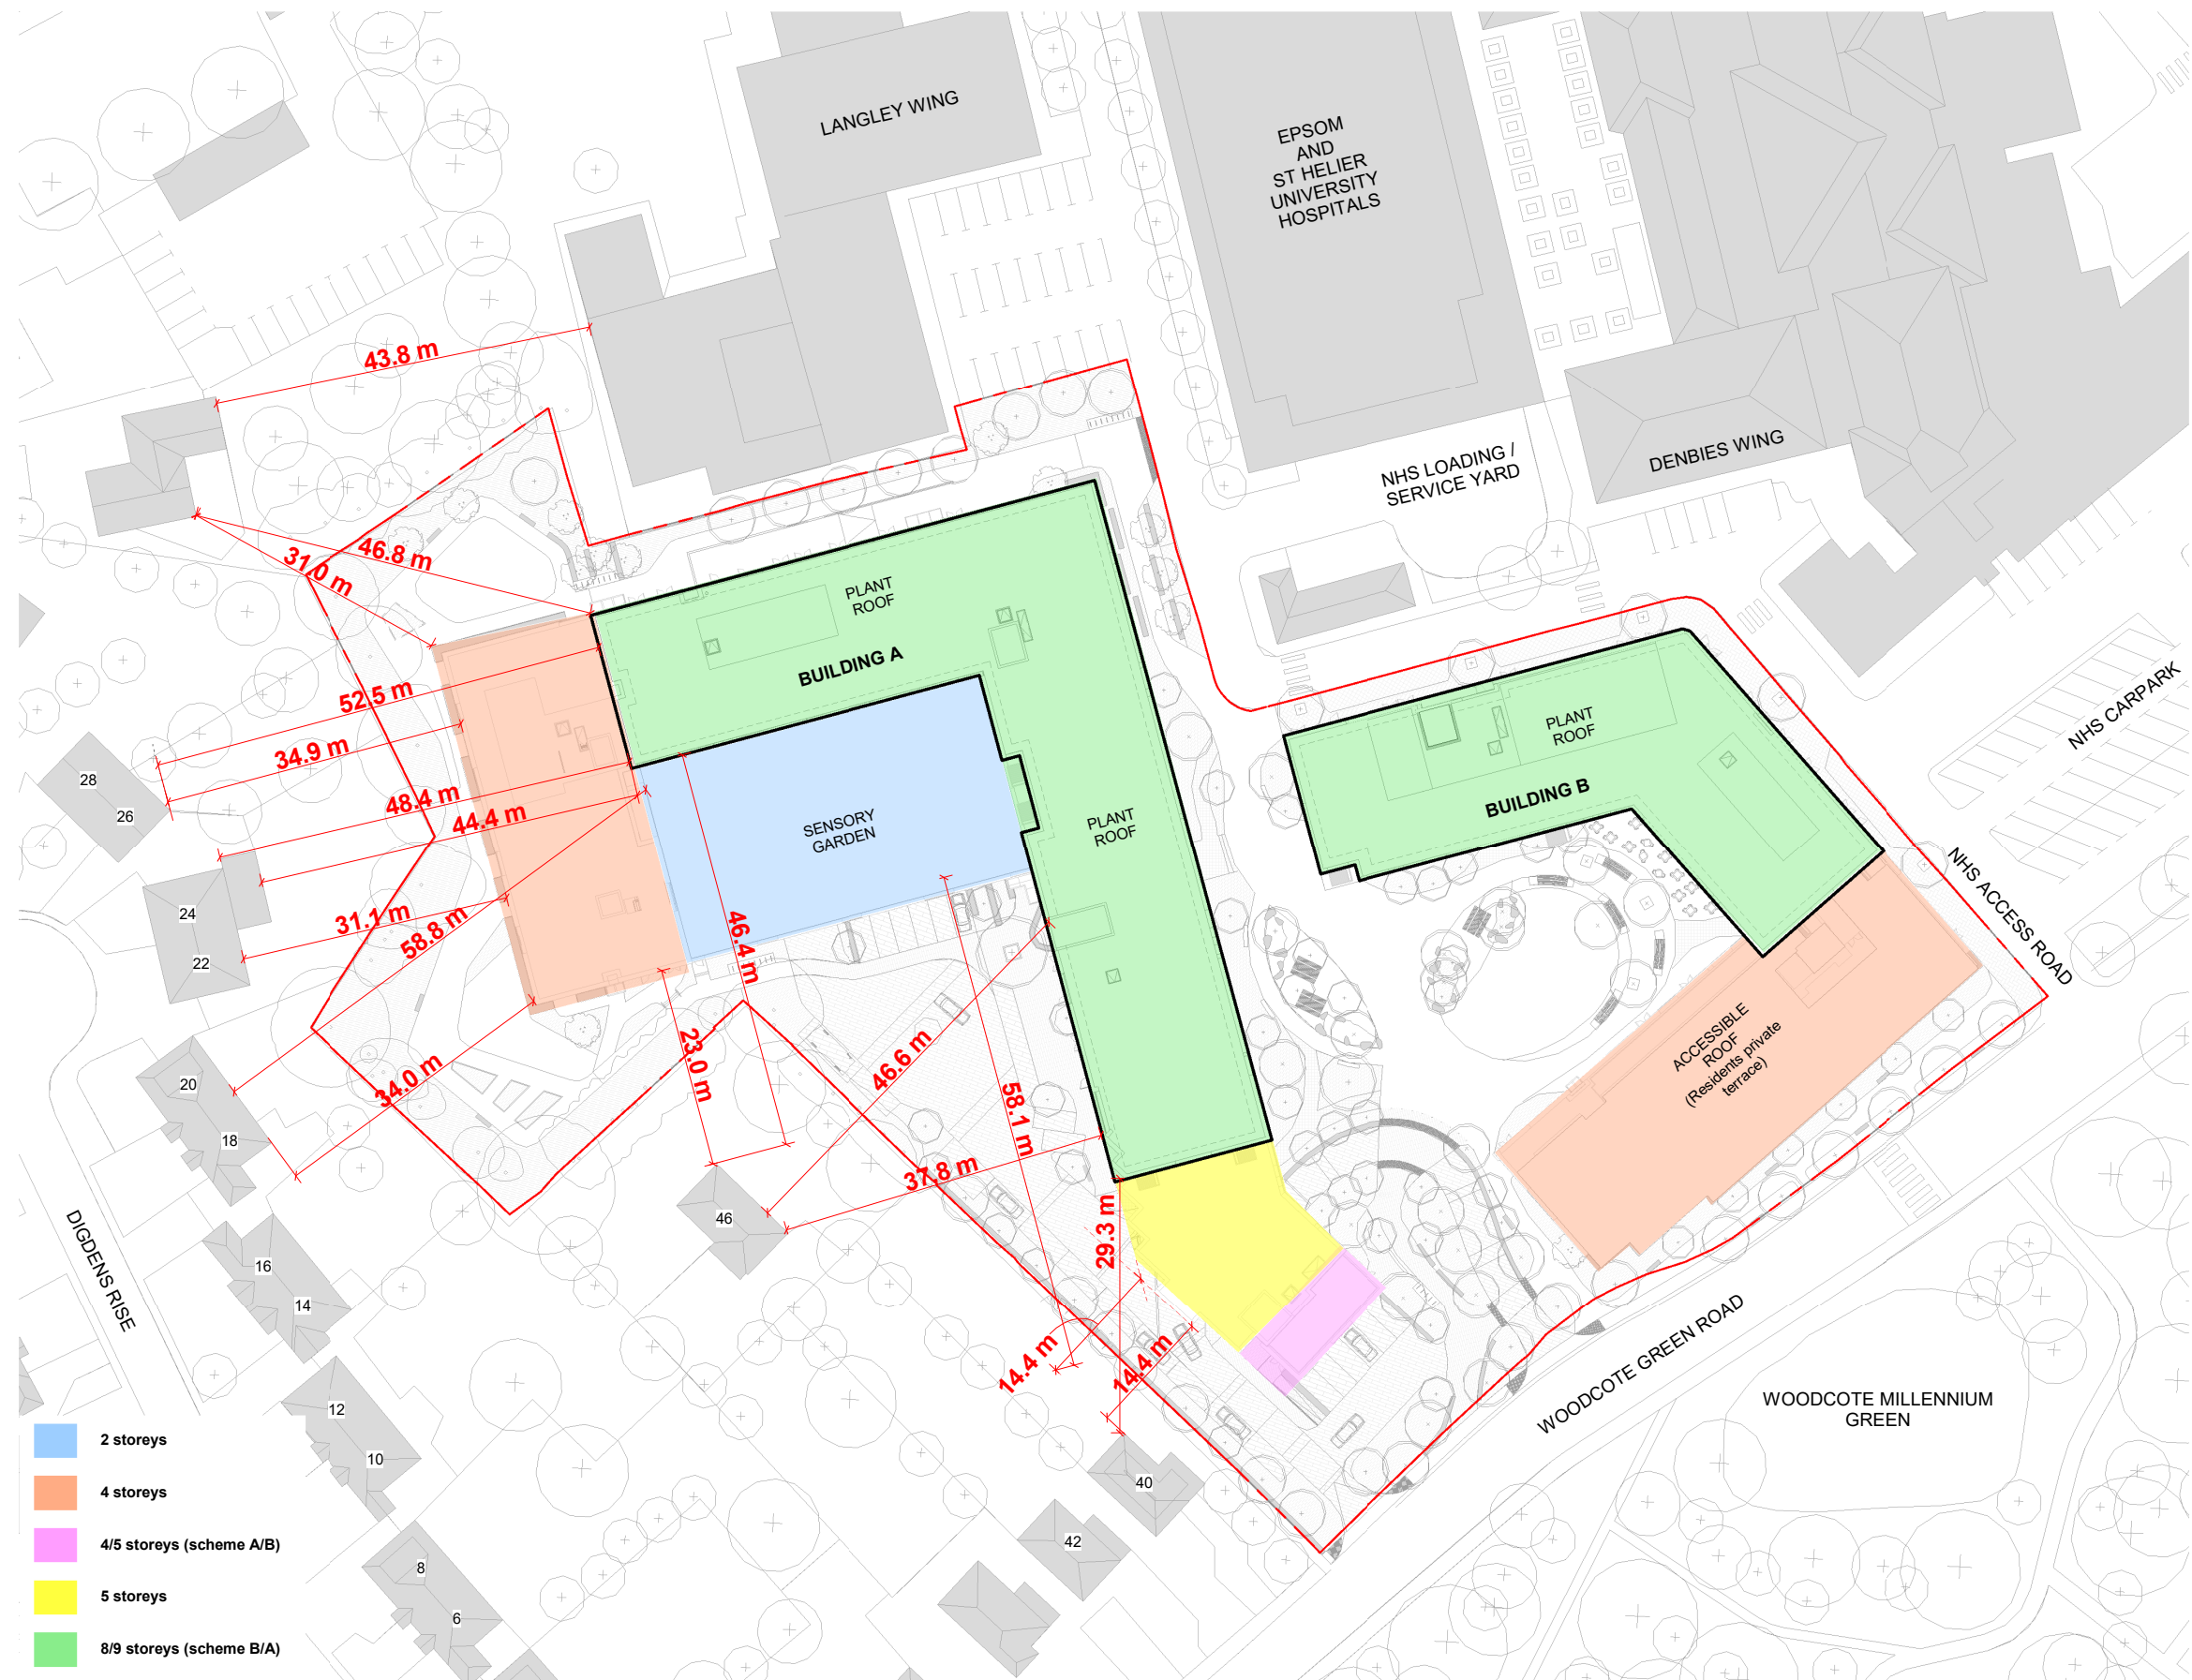 LANGLEY WING
EPSOM
AND
ST HELIER
UNIVERSITY
HOSPITALS
43.8 m
NHS LOADING /
SERVICE YARD
DENBIES WING
46.8 m
31.0 m
PLANT
ROOF
BUILDING A
52.5 m
34.9 m
48.4 m
44.4 m
31.1 m
58.8 m
34.0 m
SENSORY
GARDEN
PLANT
ROOF
PLANT
ROOF
BUILDING B
NHS CARPARK
NHS ACCESS ROAD
28
26
24
22
20
18
16
14
12
10
8
6
46.4 m
23.0 m
46.6 m
58.1 m
37.8 m
29.3 m
14.4 m
14.4 m
46
40
42
ACCESSIBLE
ROOF
(Residents private
terrace)
DIGDENS RISE
WOODCOTE GREEN ROAD
WOODCOTE MILLENNIUM
GREEN
2 storeys
4 storeys
4/5 storeys (scheme A/B)
5 storeys
8/9 storeys (scheme B/A)